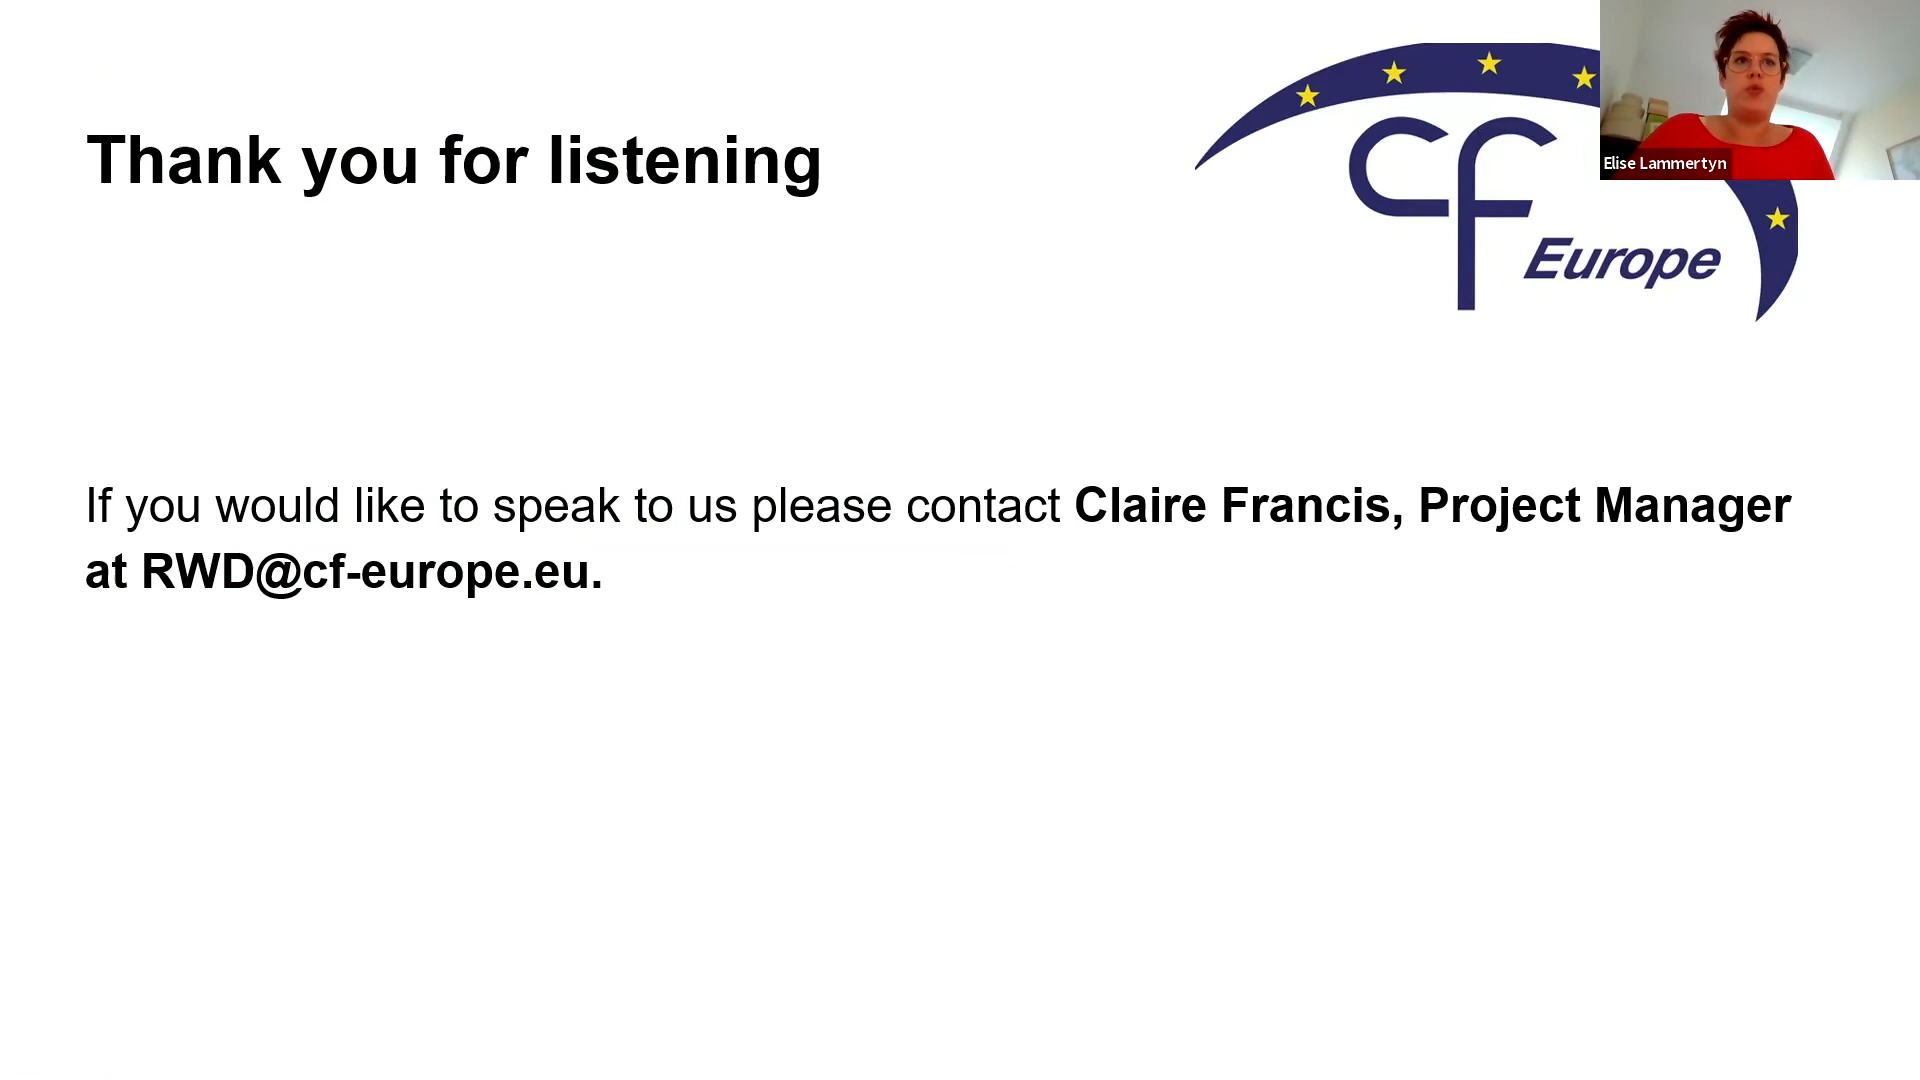 Thank you for listening
cf
Europe
Elise Lammertyn
If you would like to speak to us please contact Claire Francis, Project Manager
at RWD@cf-europe.eu.